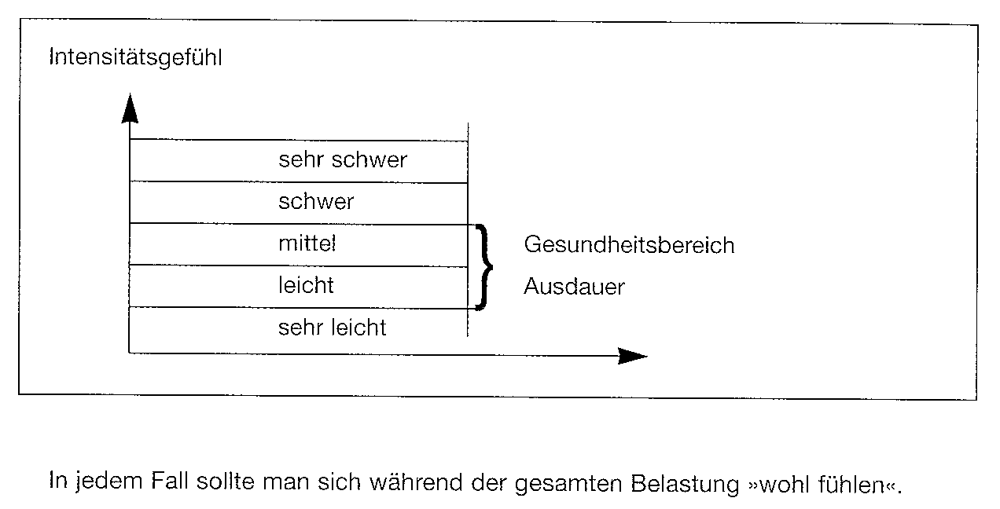 Intensitätsgefühl
sehr schwer
schwer
mittel
Gesundheitsbereich
leicht
Ausdauer
sehr leicht
In jedem Fall sollte man sich während der gesamten Belastung »wohl fühlen«.